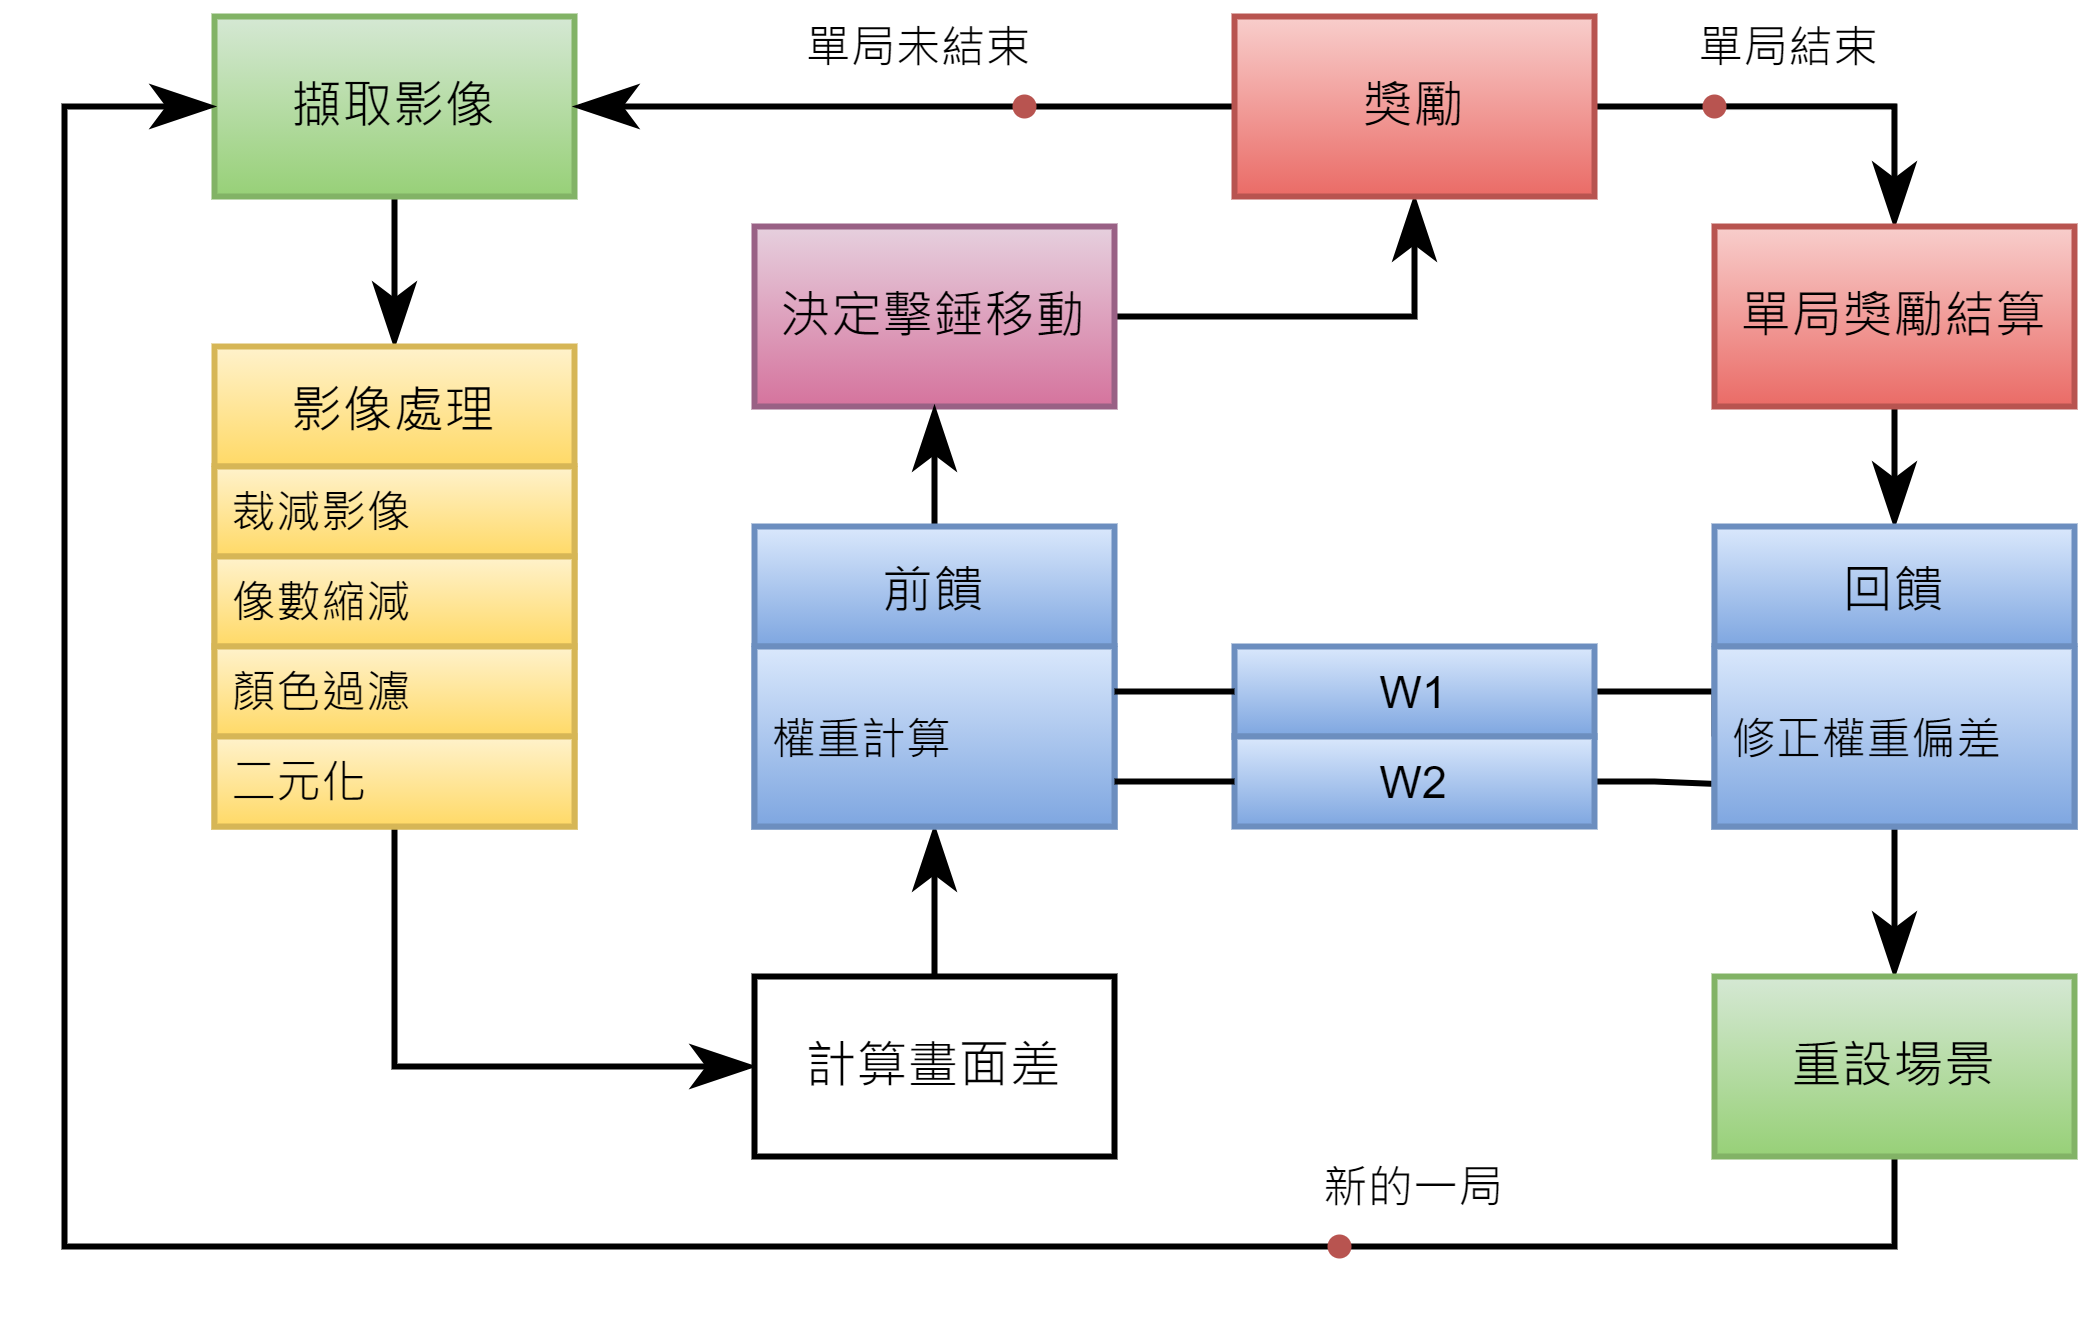 單局未結束
單局結束
擷取影像
獎勵
決定擊錘移動
單局獎勵結算
影像處理
裁減影像
像數縮減
顏色過濾
二元化
前饋
權重計算
W1
W2
回饋
修正權重偏差
計算畫面差
重設場景
新的一局